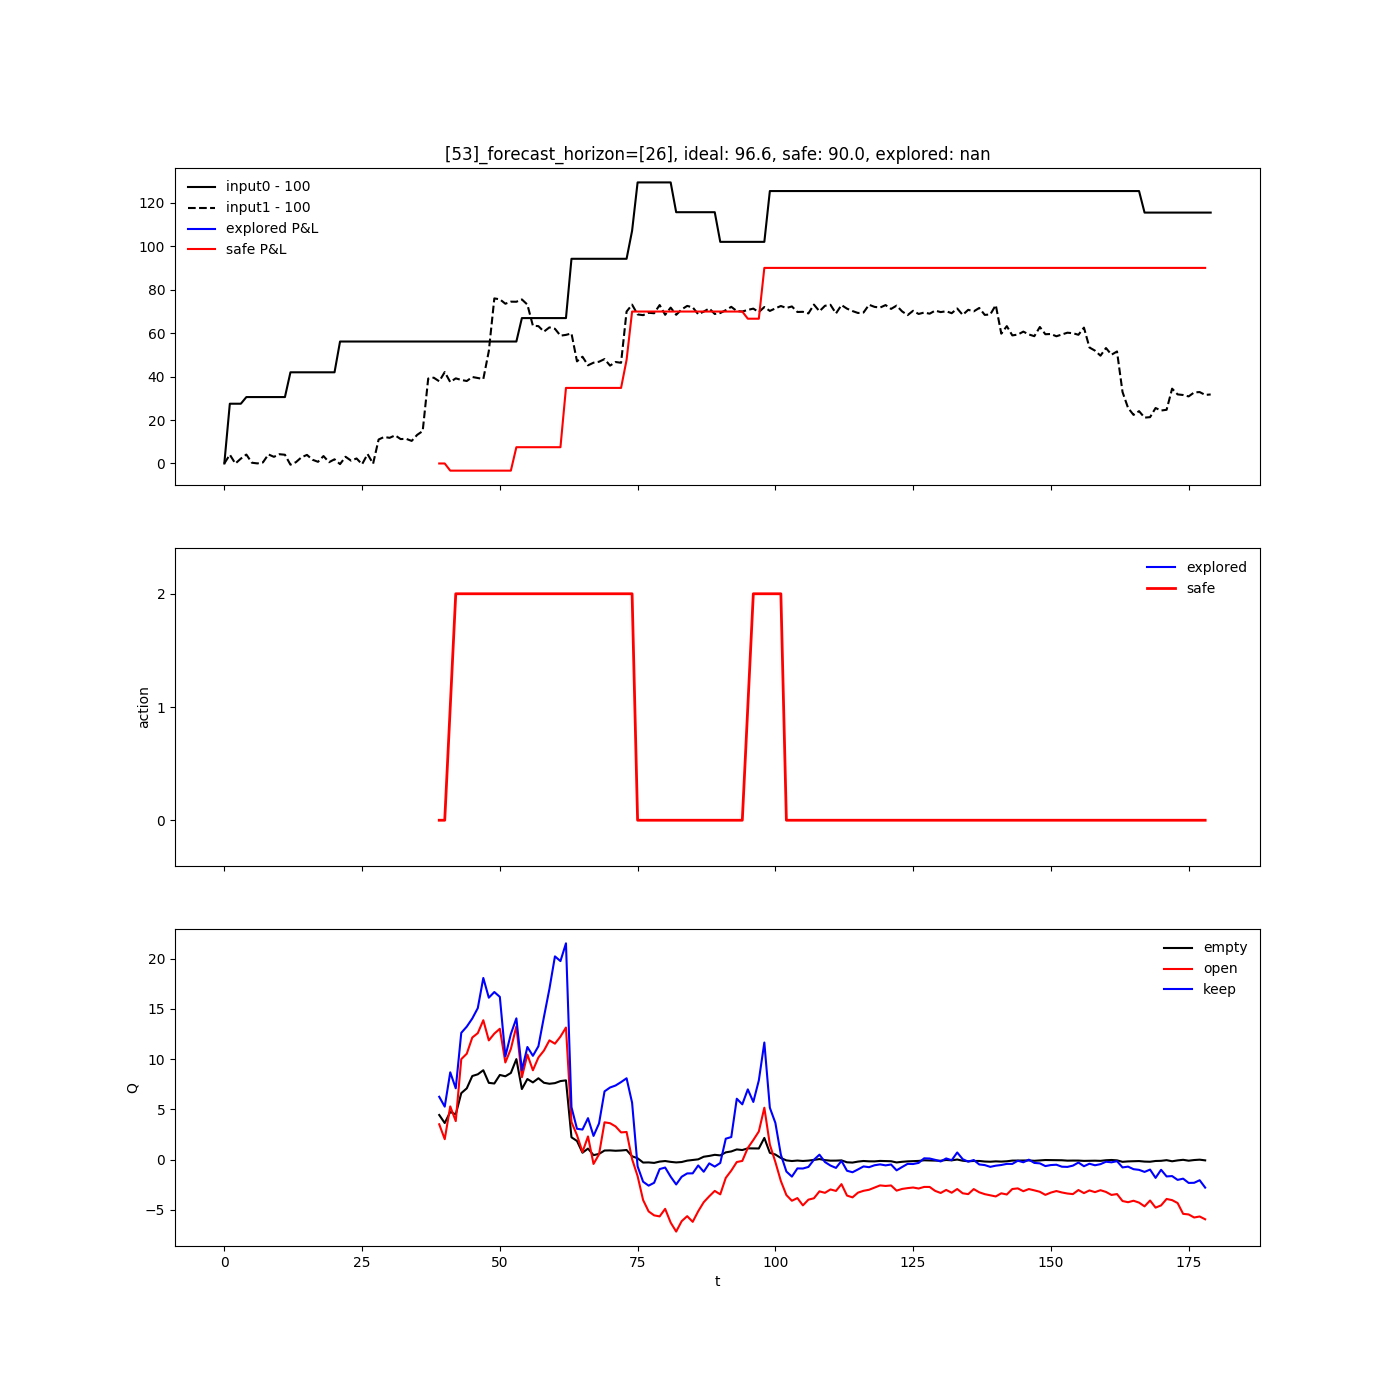 [53]_forecast_horizon=[26], ideal: 96.6, safe: 90.0, explored: nan
input0 - 100
input1 - 100
explored P&L
safe P&L
120
100
80
60
40
20
0
explored
safe
action
2
1
0
empty
open
keep
Q
20
15
10
5
0
−5
0 25 50 75 100 125 150 175
t